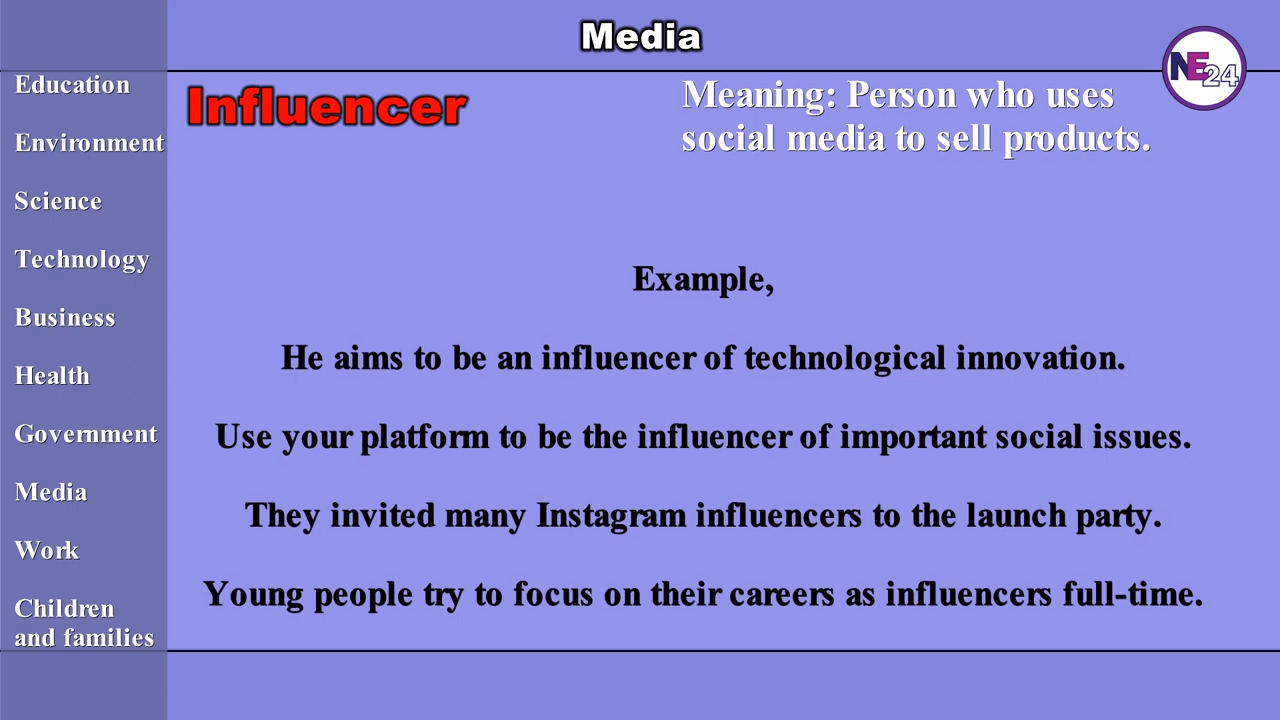 Media
NE24
Education
Environment
Science
Technology
Business
Health
Government
Media
Work
Children
and families
Influencer
Meaning: Person who uses
social media to sell products.
Example,
He aims to be an influencer of technological innovation.
Use your platform to be the influencer of important social issues.
They invited many Instagram influencers to the launch party.
Young people try to focus on their careers as influencers full-time.